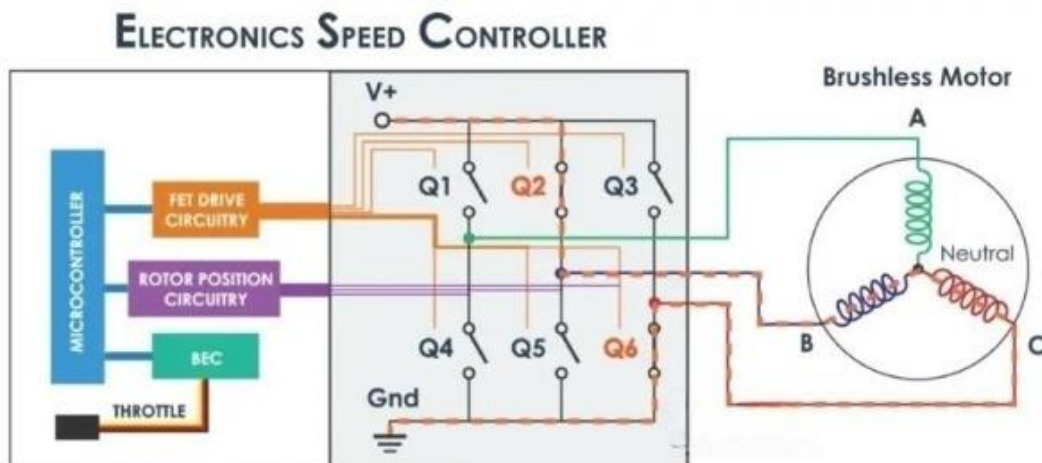 ELECTRONICS SPEED CONTROLLER
Brushless Motor
V+
A
MICROCONTROLLER
FET DRIVE
CIRCUITRY
Q1
Q2
Q3
Neutral
ROTOR POSITION
CIRCUITRY
B
C
Q4
Q5
Q6
BEC
Gnd
THROTTLE